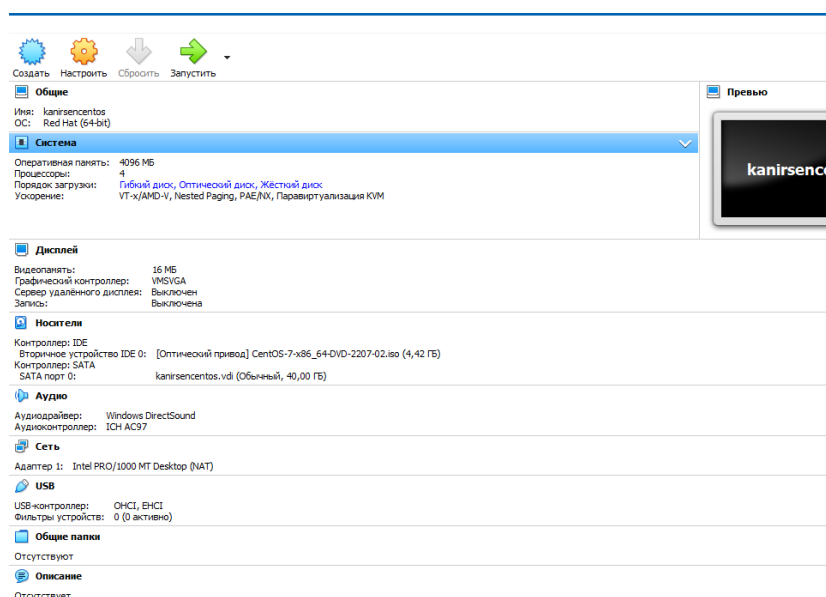 Создать Настроить Сбросить Запустить
Общие
Имя: kanirsencentos
ОС: Red Hat (64-bit)
Превью
kanirsenc
Система
Оперативная память: 4096 МБ
Процессоры: 4
Порядок загрузки: Гибкий диск, Оптический диск, Жёсткий диск
Ускорение: VT-x/AMD-V, Nested Paging, PAE/NX, Паравиртуализация KVM
Дисплей
Видеопамять: 16 МБ
Графический контроллер: VMSVGA
Сервер удалённого дисплея: Выключен
Запись: Выключена
Носители
Контроллер: IDE
Вторичное устройство IDE 0: [Оптический привод] CentOS-7-x86_64-DVD-2207-02.iso (4,42 ГБ)
Контроллер: SATA
SATA порт 0: kanirsencentos.vdi (Обычный, 40,00 ГБ)
Аудио
Аудиодрайвер: Windows DirectSound
Аудиоконтроллер: ICH AC97
Сеть
Адаптер 1: Intel PRO/1000 MT Desktop (NAT)
USB
USB-контроллер: OHCI, EHCI
Фильтры устройств: 0 (0 активно)
Общие папки
Отсутствуют
Описание
Отсутствует